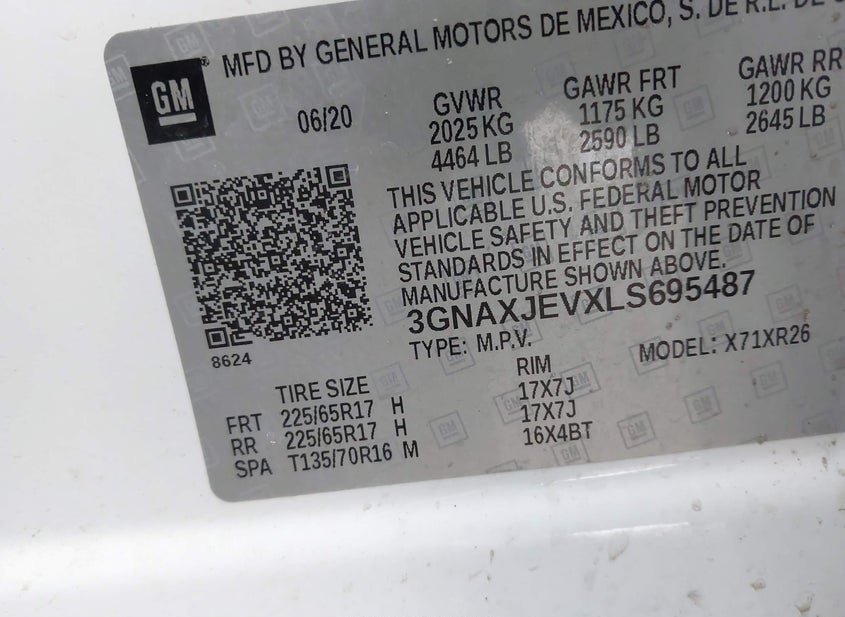 MFD BY GENERAL MOTORS DE MEXICO, S. DE R.L. DE
GM
06/20
GVWR
2025 KG
4464 LB
GAWR FRT
1175 KG
2590 LB
GAWR RR
1200 KG
2645 LB
THIS VEHICLE CONFORMS TO ALL
APPLICABLE U.S. FEDERAL MOTOR
VEHICLE SAFETY AND THEFT PREVENTION
STANDARDS IN EFFECT ON THE DATE OF
MANUFACTURE SHOWN ABOVE.
3GNAXJEVXLS695487
TYPE: M.P.V.
MODEL: X71XR26
8624
TIRE SIZE
RIM
FRT 225/65R17 H 17X7J
RR 225/65R17 H 17X7J
SPA T135/70R16 M 16X4BT